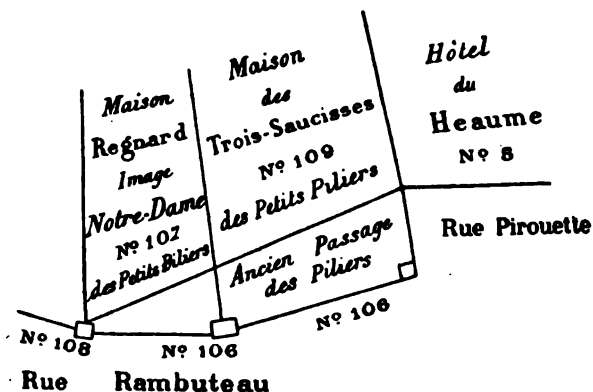 Maison
Regnard
Image
Notre-Dame
Nº 107
des Petits Piliers
Maison
des
Trois-Saucisses
Nº 109
des Petits Piliers
Hôtel
du
Heaume
Nº 8
Rue Pirouette
Ancien Passage
des Piliers
Nº 106
Nº 108
Nº 106
Rue Rambuteau